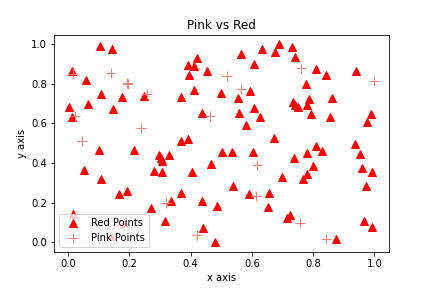 Pink vs Red
1.0
0.8
0.6
0.4
0.2
0.0
y axis
Red Points
Pink Points
0.0 0.2 0.4 0.6 0.8 1.0
x axis